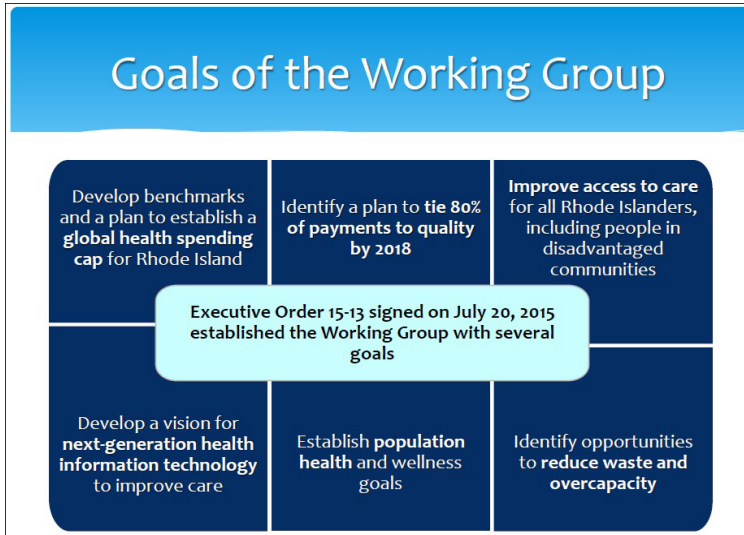 Goals of the Working Group
Develop benchmarks
and a plan to establish a
global health spending
cap for Rhode Island
Identify a plan to tie 80%
of payments to quality
by 2018
Improve access to care
for all Rhode Islanders,
including people in
disadvantaged
communities
Executive Order 15-13 signed on July 20, 2015
established the Working Group with several
goals
Develop a vision for
next-generation health
information technology
to improve care
Establish population
health and wellness
goals
Identify opportunities
to reduce waste and
overcapacity